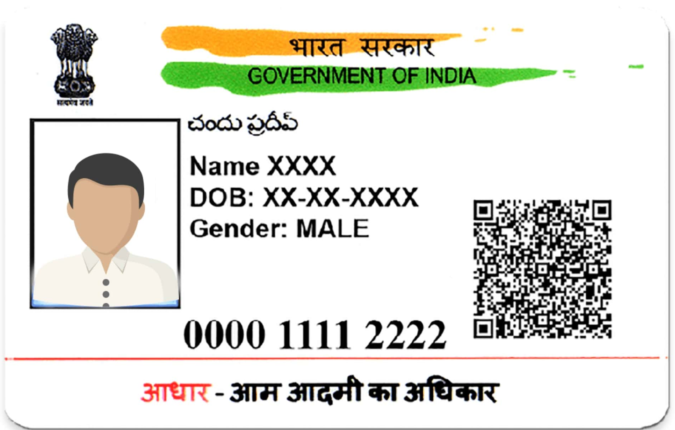 भारत सरकार
GOVERNMENT OF INDIA
सत्यमेव जयते
చందు ప్రదీప్
Name XXXX
DOB: XX-XX-XXXX
Gender: MALE
0000 1111 2222
आधार - आम आदमी का अधिकार